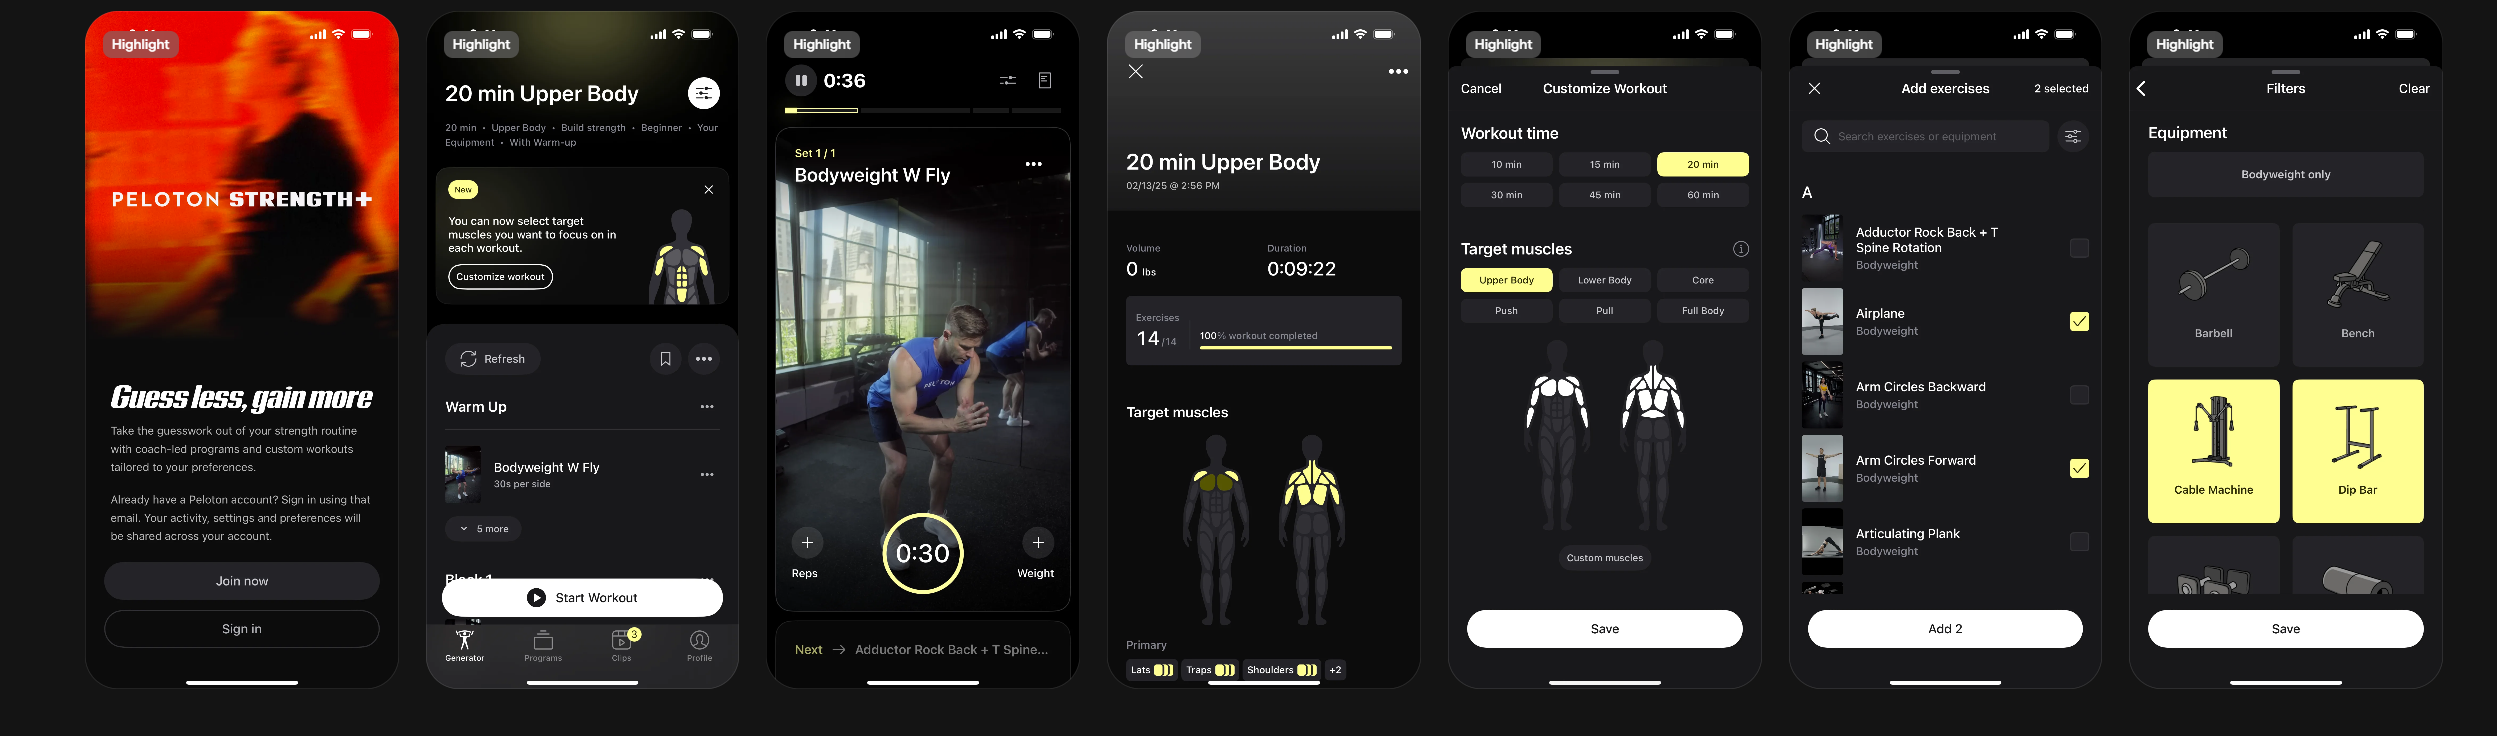 Highlight
PELOTON STRENGTH+
Guess less, gain more
Take the guesswork out of your strength routine
with coach-led programs and custom workouts
tailored to your preferences.
Already have a Peloton account? Sign in using that
email. Your activity, settings and preferences will
be shared across your account.
Join now
Sign in
Highlight
20 min Upper Body
20 min • Upper Body • Build strength • Beginner • Your
Equipment • With Warm-up
New
You can now select target
muscles you want to focus on in
each workout.
Customize workout
Refresh
Warm Up
Bodyweight W Fly
30s per side
5 more
Block 1
Start Workout
3
Generator
Programs
Clips
Profile
Highlight
0:36
Set 1 / 1
Bodyweight W Fly
PELOTON
0:30
Reps
Weight
Next → Adductor Rock Back + T Spine...
Highlight
20 min Upper Body
02/13/25 @ 2:56 PM
Volume
0 lbs
Duration
0:09:22
Exercises
14/14
100% workout completed
Target muscles
Primary
Lats
Traps
Shoulders
+2
Highlight
Cancel
Customize Workout
Workout time
10 min
15 min
20 min
30 min
45 min
60 min
Target muscles
Upper Body
Lower Body
Core
Push
Pull
Full Body
Custom muscles
Save
Highlight
Add exercises
2 selected
Search exercises or equipment
A
Adductor Rock Back + T
Spine Rotation
Bodyweight
Airplane
Bodyweight
Arm Circles Backward
Bodyweight
Arm Circles Forward
Bodyweight
Articulating Plank
Bodyweight
Add 2
Highlight
Filters
Clear
Equipment
Bodyweight only
Barbell
Bench
Cable Machine
Dip Bar
Save